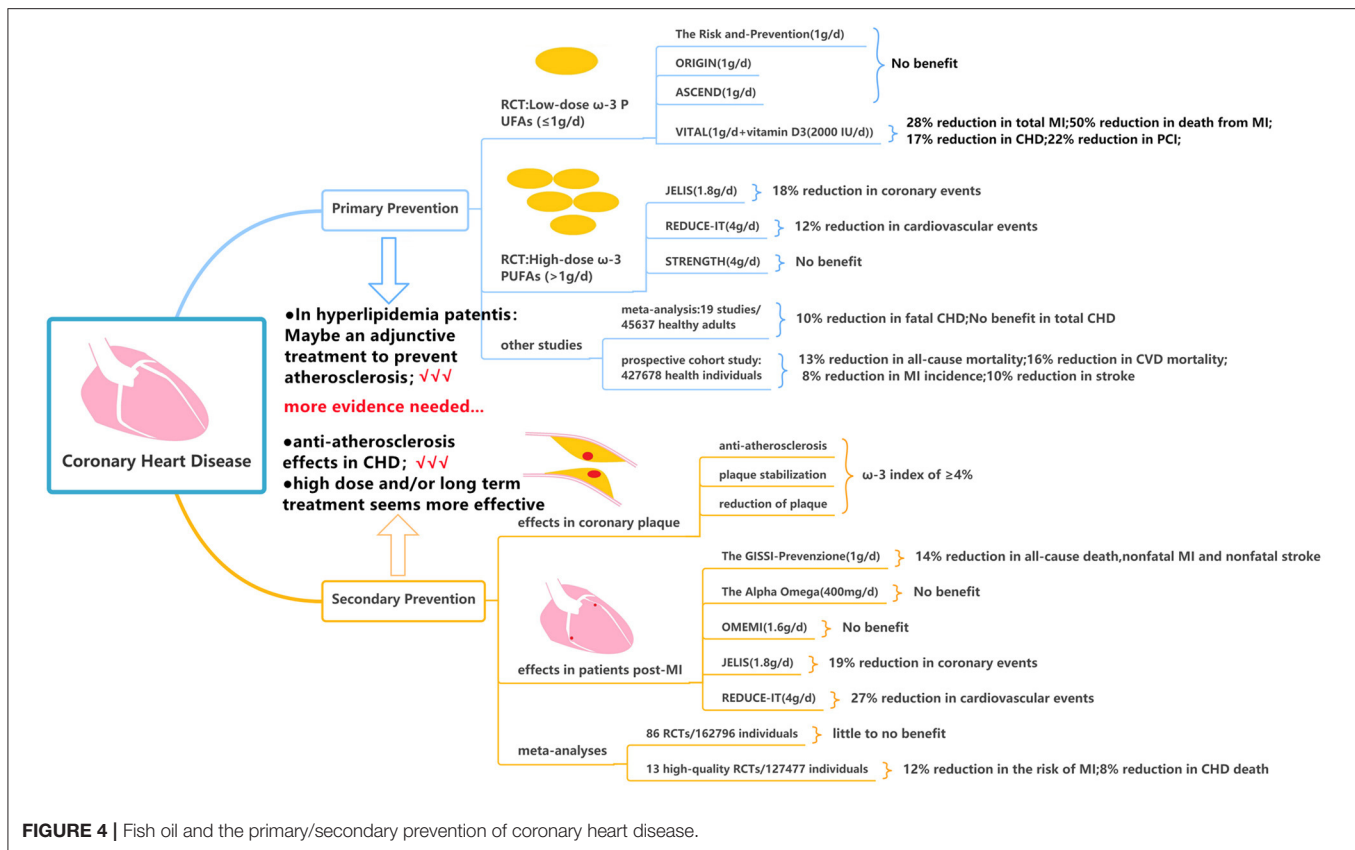 Coronary Heart Disease
Primary Prevention
RCT:Low-dose ω-3 P
UFAs (≤1g/d)
The Risk and-Prevention(1g/d)
ORIGIN(1g/d)
ASCEND(1g/d)
No benefit
VITAL(1g/d+vitamin D3(2000 IU/d))
28% reduction in total MI;50% reduction in death from MI;
17% reduction in CHD;22% reduction in PCI;
RCT:High-dose ω-3
PUFAs (>1g/d)
JELIS(1.8g/d)
18% reduction in coronary events
REDUCE-IT(4g/d)
12% reduction in cardiovascular events
STRENGTH(4g/d)
No benefit
other studies
meta-analysis:19 studies/
45637 healthy adults
10% reduction in fatal CHD;No benefit in total CHD
prospective cohort study:
427678 health individuals
13% reduction in all-cause mortality;16% reduction in CVD mortality;
8% reduction in MI incidence;10% reduction in stroke
●In hyperlipidemia patentis:
Maybe an adjunctive
treatment to prevent
atherosclerosis; √√√
more evidence needed...
●anti-atherosclerosis
effects in CHD; √√√
●high dose and/or long term
treatment seems more effective
Secondary Prevention
effects in coronary plaque
anti-atherosclerosis
plaque stabilization
reduction of plaque
ω-3 index of ≥4%
effects in patients post-MI
The GISSI-Prevenzione(1g/d)
14% reduction in all-cause death,nonfatal MI and nonfatal stroke
The Alpha Omega(400mg/d)
No benefit
OMEMI(1.6g/d)
No benefit
JELIS(1.8g/d)
19% reduction in coronary events
REDUCE-IT(4g/d)
27% reduction in cardiovascular events
meta-analyses
86 RCTs/162796 individuals
little to no benefit
13 high-quality RCTs/127477 individuals
12% reduction in the risk of MI;8% reduction in CHD death
FIGURE 4 | Fish oil and the primary/secondary prevention of coronary heart disease.